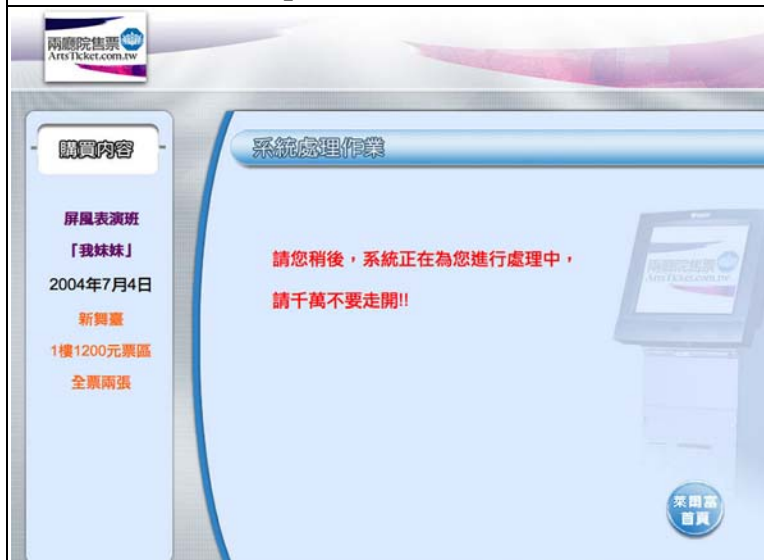 兩廳院售票
ArtsTicket.com.tw
購買內容
屏風表演班
「我妹妹」
2004年7月4日
新舞臺
1樓1200元票區
全票兩張
系統處理作業
請您稍後，系統正在為您進行處理中，
請千萬不要走開!!
兩廳院售票
ArtsTicket.com.tw
萊爾富
首頁